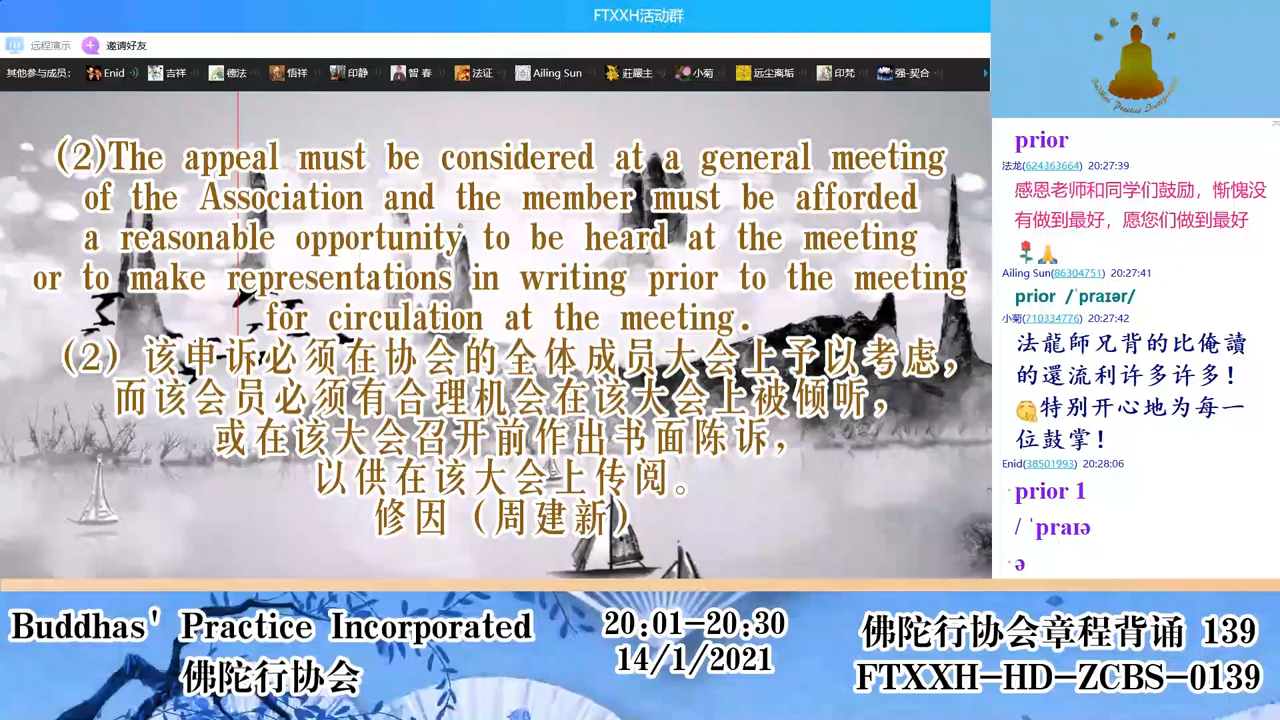 FTXXH活动群
远程演示 邀请好友
其他参与成员: Enid 吉祥 德法 悟祥 印静 智春 法证 Ailing Sun 莊嚴主 小菊 远尘离垢 印梵 强-契合
(2)The appeal must be considered at a general meeting
of the Association and the member must be afforded
a reasonable opportunity to be heard at the meeting
or to make representations in writing prior to the meeting
for circulation at the meeting.
(2) 该申诉必须在协会的全体成员大会上予以考虑，
而该会员必须有合理机会在该大会上被倾听，
或在该大会召开前作出书面陈诉，
以供在该大会上传阅。
修因（周建新）
Buddhas Practice Incorporated
prior
法龙(624363664) 20:27:39
感恩老师和同学们鼓励，惭愧没
有做到最好，愿您们做到最好
Ailing Sun(86304751) 20:27:41
prior /ˈpraɪər/
小菊(710334776) 20:27:42
法龍師兄背的比俺讀
的還流利许多许多！
特别开心地为每一
位鼓掌！
Enid(38501993) 20:28:06
prior 1
/ ˈpraɪə
ə
Buddhas' Practice Incorporated
佛陀行协会
20:01-20:30
14/1/2021
佛陀行协会章程背诵 139
FTXXH-HD-ZCBS-0139